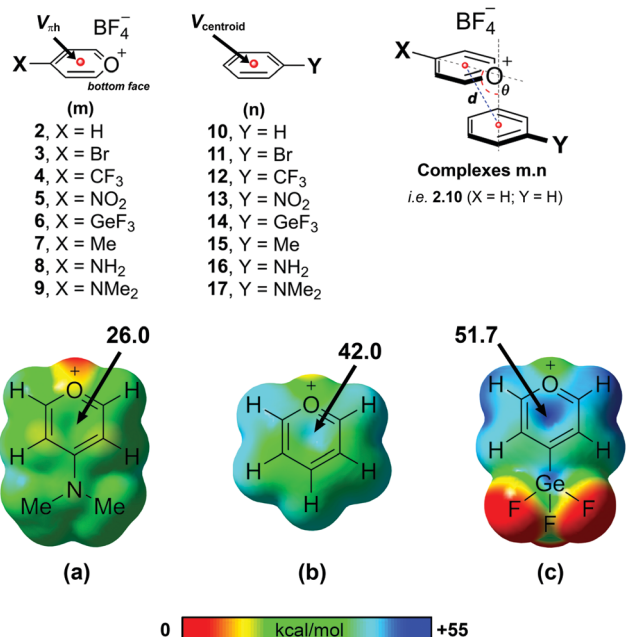 Vπh
BF4−
X
O
+
bottom face
(m)
2, X = H
3, X = Br
4, X = CF3
5, X = NO2
6, X = GeF3
7, X = Me
8, X = NH2
9, X = NMe2
Vcentroid
Y
(n)
10, Y = H
11, Y = Br
12, Y = CF3
13, Y = NO2
14, Y = GeF3
15, Y = Me
16, Y = NH2
17, Y = NMe2
BF4−
X
O
+
θ
d
Y
Complexes m.n
i.e. 2.10 (X = H; Y = H)
26.0
+
H O H
H H
N
Me Me
(a)
42.0
+
H O H
H H
H
(b)
51.7
+
H O H
H H
Ge
F F F
(c)
0 kcal/mol +55